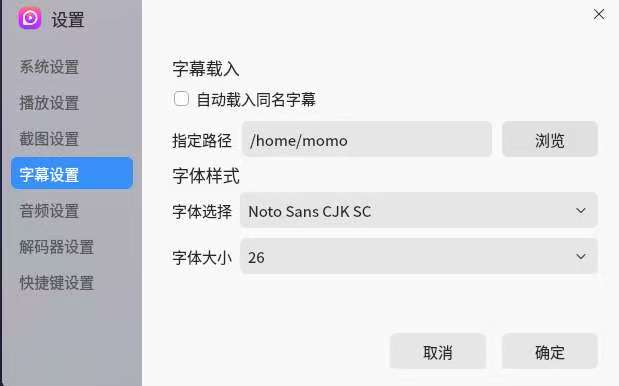 设置
系统设置
播放设置
截图设置
字幕设置
音频设置
解码器设置
快捷键设置
字幕载入
自动载入同名字幕
指定路径 /home/momo 浏览
字体样式
字体选择 Noto Sans CJK SC
字体大小 26
取消 确定